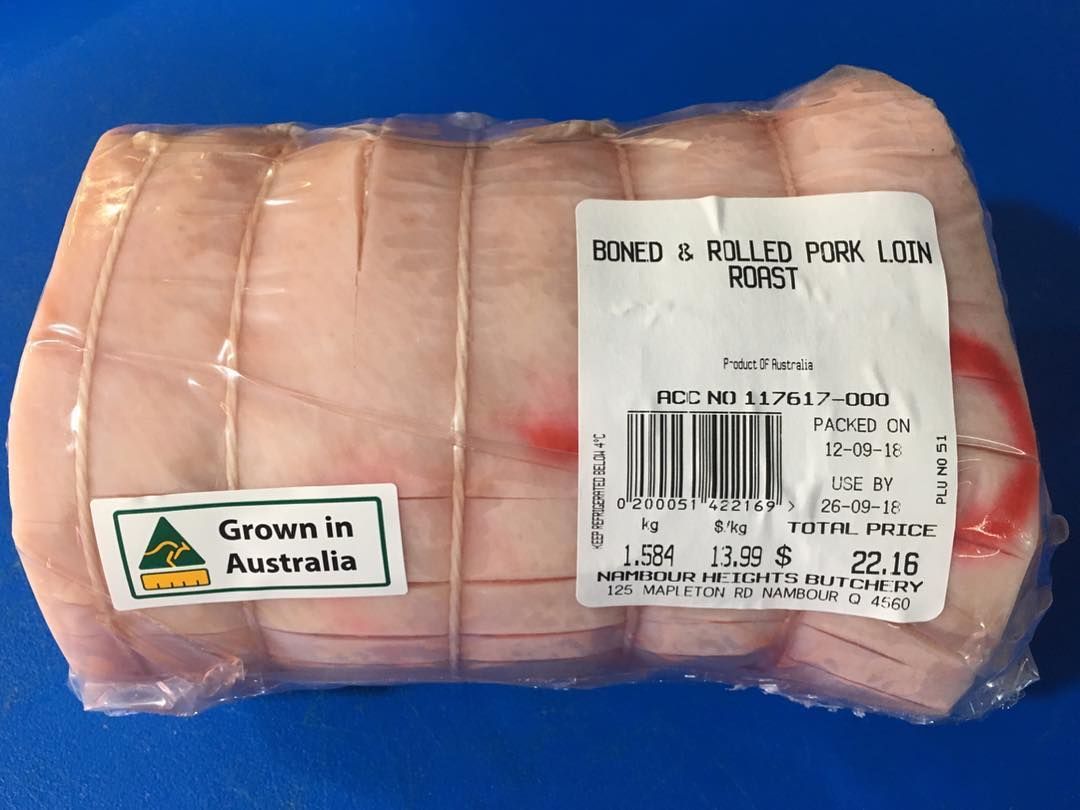 BONED & ROLLED PORK LOIN
ROAST
Product Of Australia
ACC NO 117617-000
PACKED ON
12-09-18
USE BY
26-09-18
KEEP REFRIGERATED BELOW 4°C
PLU NO 51
0 200051 422169 >
kg $/kg TOTAL PRICE
1.584 13.99 $ 22.16
NAMBOUR HEIGHTS BUTCHERY
125 MAPLETON RD NAMBOUR Q 4560
Grown in
Australia